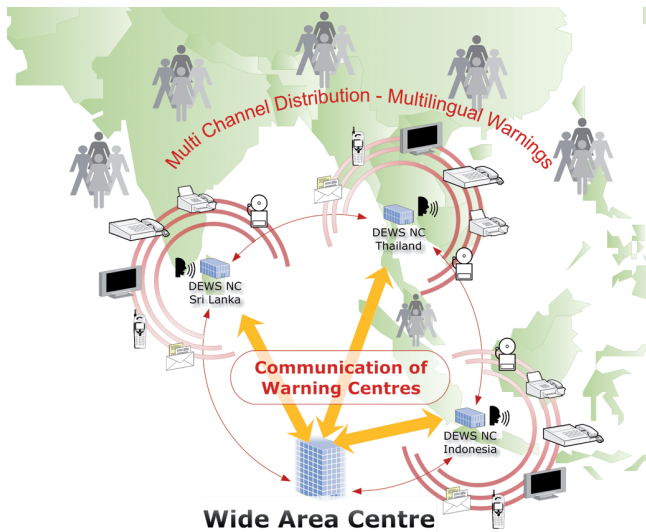 Multi Channel Distribution - Multilingual Warnings
DEWS NC
Thailand
DEWS NC
Sri Lanka
Communication of
Warning Centres
DEWS NC
Indonesia
Wide Area Centre